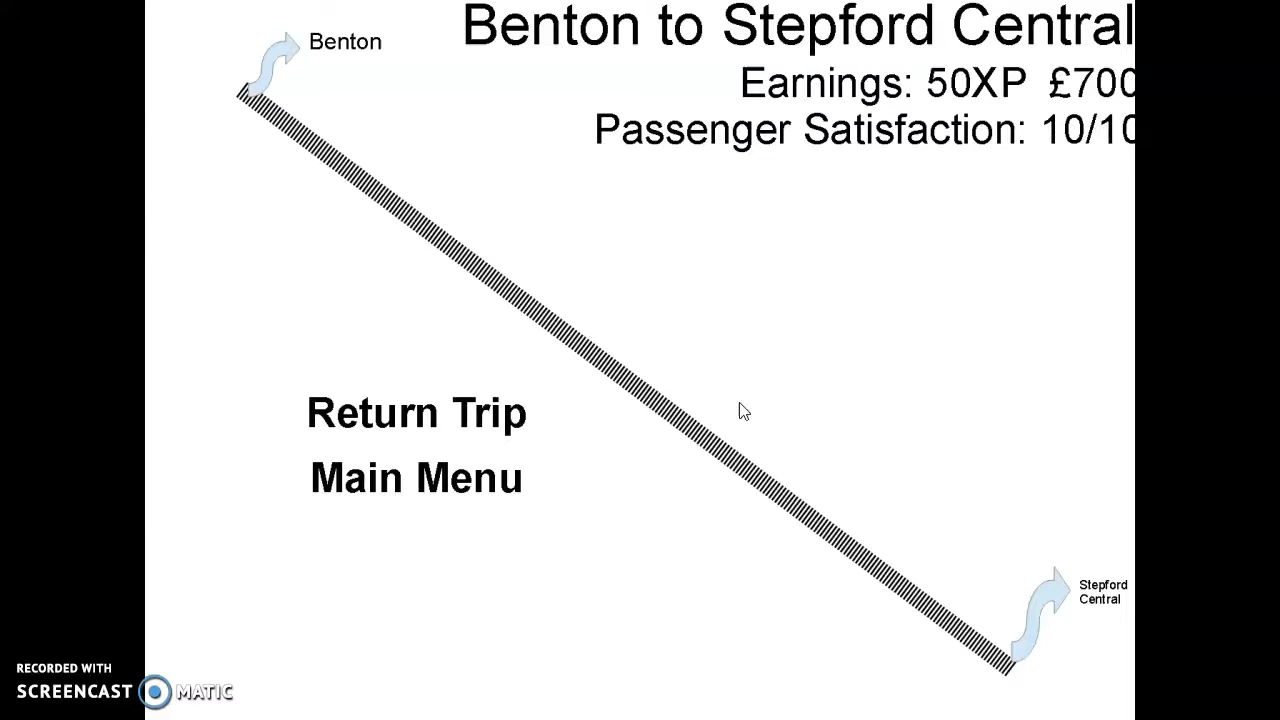 Benton to Stepford Central
Benton
Earnings: 50XP £700
Passenger Satisfaction: 10/10
Return Trip
Main Menu
Stepford
Central
RECORDED WITH
SCREENCAST MATIC